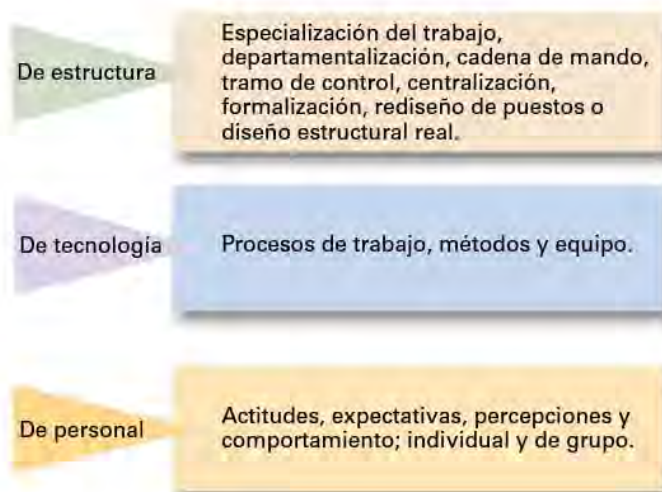 De estructura
Especialización del trabajo,
departamentalización, cadena de mando,
tramo de control, centralización,
formalización, rediseño de puestos o
diseño estructural real.
De tecnología
Procesos de trabajo, métodos y equipo.
De personal
Actitudes, expectativas, percepciones y
comportamiento; individual y de grupo.